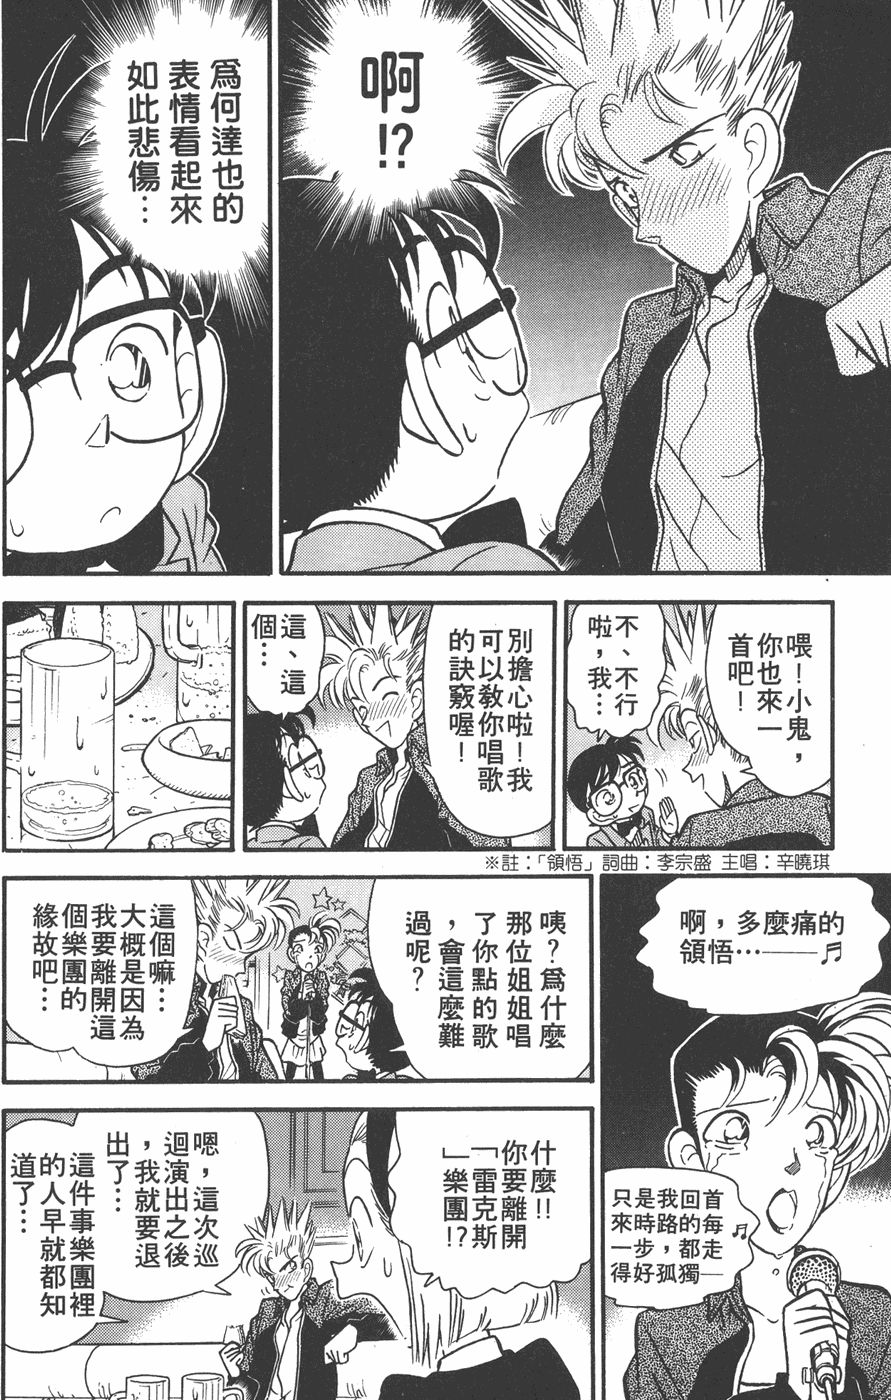 啊!?
爲何達也的
表情看起來
如此悲傷…
喂！小鬼，
你也來一
首吧！
不、不行
啦，我…
別擔心啦！我
可以教你唱歌
的訣竅喔！
這、這
個…
※註：「領悟」詞曲：李宗盛 主唱：辛曉琪
啊，多麼痛的
領悟……——♬
只是我回首
來時路的每
一步，都走
得好孤獨—♬
咦？爲什麼
那位姐姐唱
了你點的歌
，會這麼難
過呢？
這個嘛…
大概是因為
我要離開這
個樂團的
緣故吧…
什麼!!
你要離開
「雷克斯
」樂團!?
嗯，這次巡
迴演出之後
，我就要退
出了…
這件事樂團裡
的人早就都知
道了…